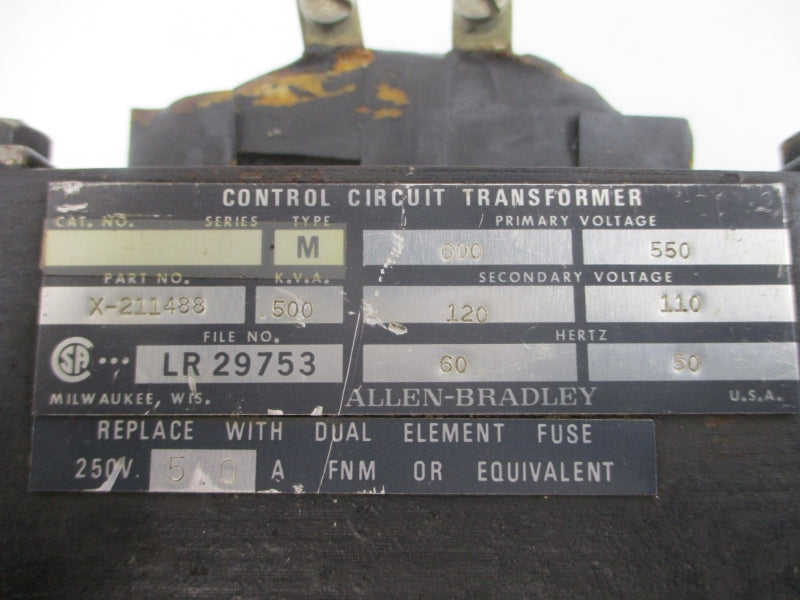 CONTROL CIRCUIT TRANSFORMER
CAT. NO. SERIES TYPE PRIMARY VOLTAGE
M 600 550
PART NO. K.V.A. SECONDARY VOLTAGE
X-211488 .500 120 110
FILE NO. HERTZ
CSA LR 29753 60 50
MILWAUKEE, WIS. ALLEN-BRADLEY U.S.A.
REPLACE WITH DUAL ELEMENT FUSE
250V. 5.0 A FNM OR EQUIVALENT